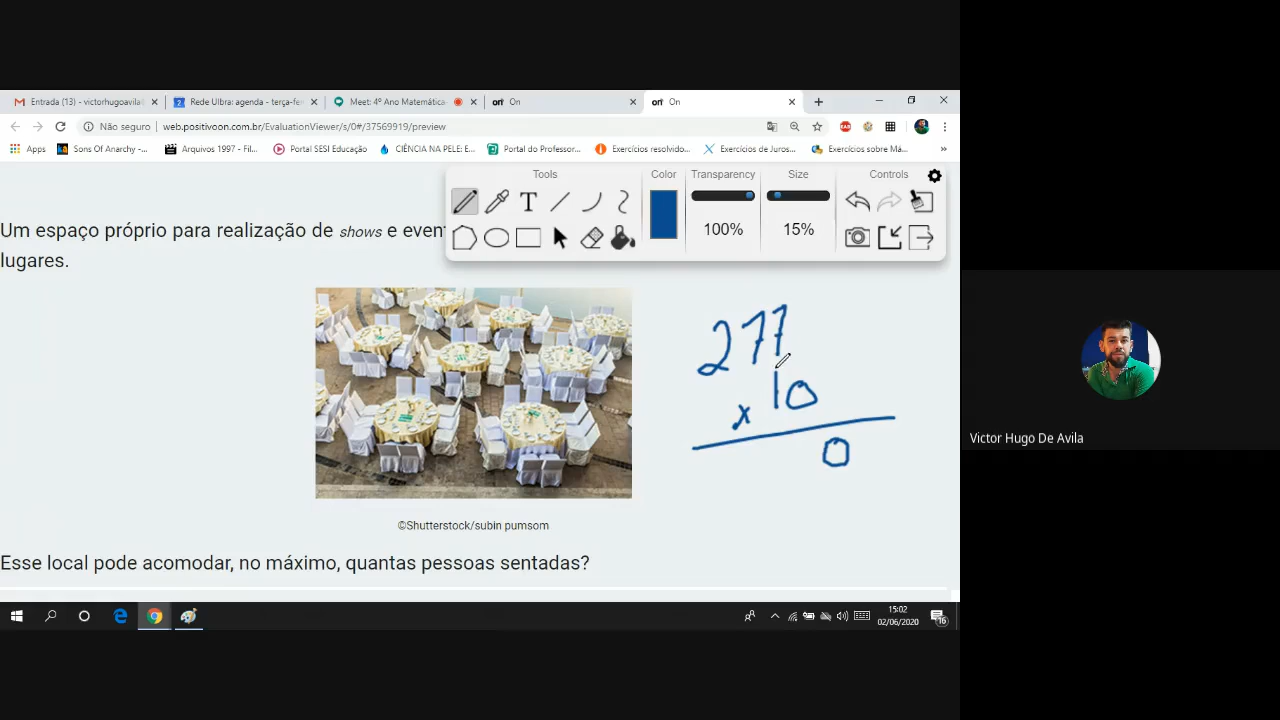 Entrada (13) - victorhugoavila
Rede Ulbra: agenda - terça-fei
Meet: 4º Ano Matemática
On
On
Não seguro
web.positivoon.com.br/EvaluationViewer/s/0#/37569919/preview
Apps
Sons Of Anarchy -...
Arquivos 1997 - Fil...
Portal SESI Educação
CIÊNCIA NA PELE: E...
Portal do Professor...
Exercícios resolvido...
Exercícios de Juros...
Exercícios sobre Má...
»
Tools
Color
Transparency
Size
Controls
100%
15%
Um espaço próprio para realização de shows e even
lugares.
277
x 10
0
©Shutterstock/subin pumsom
Esse local pode acomodar, no máximo, quantas pessoas sentadas?
Victor Hugo De Avila
15:02
02/06/2020
16